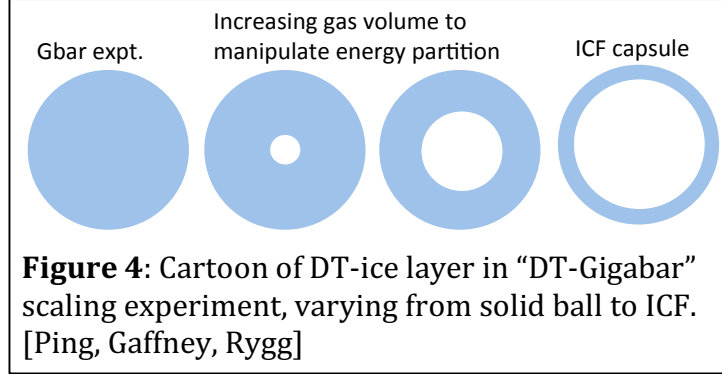 Gbar expt.
Increasing gas volume to
manipulate energy partition
ICF capsule
Figure 4: Cartoon of DT-ice layer in “DT-Gigabar”
scaling experiment, varying from solid ball to ICF.
[Ping, Gaffney, Rygg]